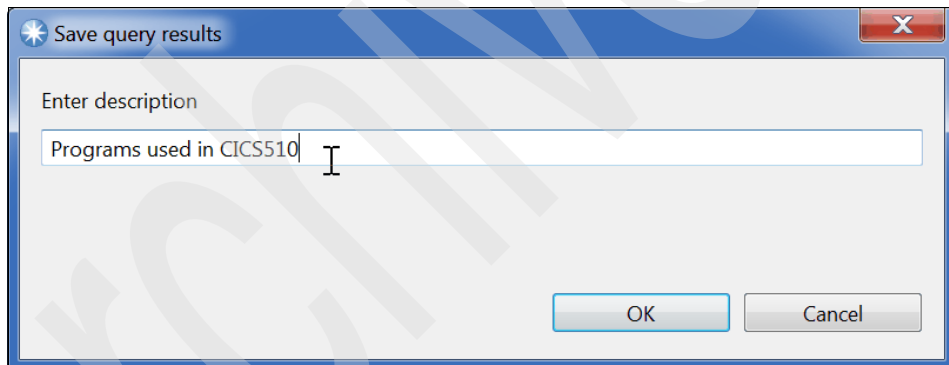 Save query results
Enter description
Programs used in CICS510
OK
Cancel